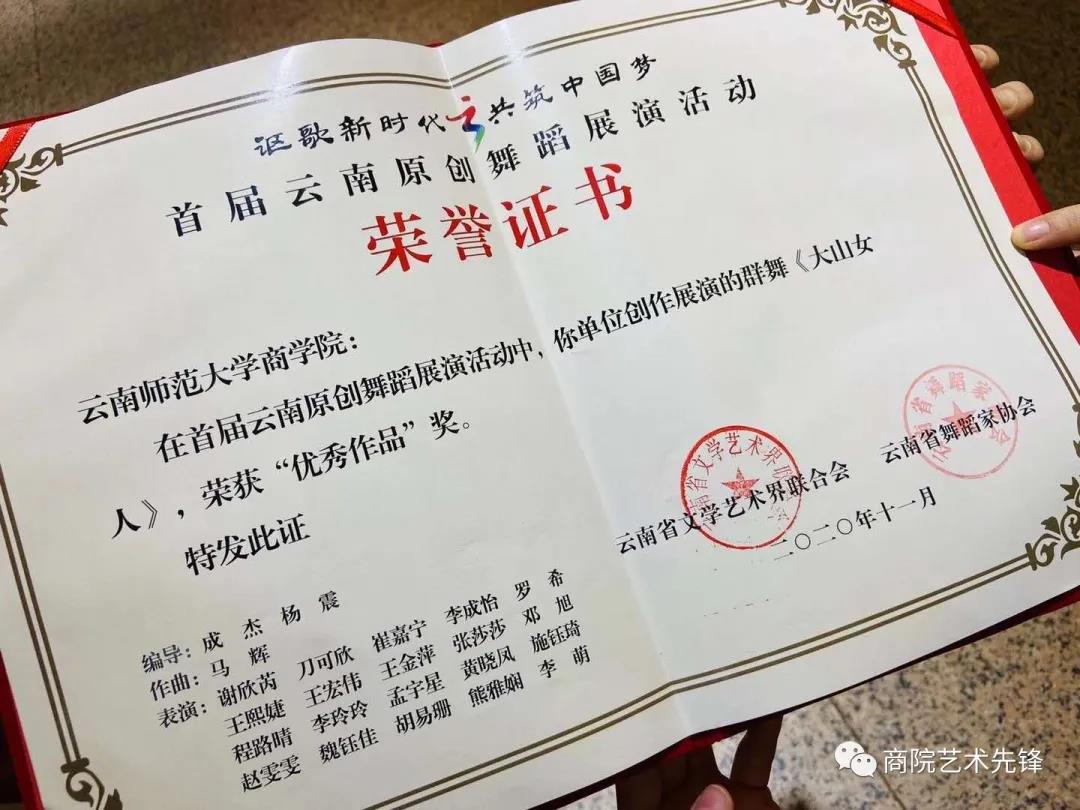 讴歌新时代 共筑中国梦
首届云南原创舞蹈展演活动
荣誉证书
云南师范大学商学院：
在首届云南原创舞蹈展演活动中，你单位创作展演的群舞《大山女
人》，荣获“优秀作品”奖。
特发此证
云南省文学艺术界联合会 云南省舞蹈家协会
二〇二〇年十一月
编导：成杰 杨震
作曲：马辉
表演：谢欣芮 刀可欣 崔嘉宁 李成怡 罗希
王熙婕 王宏伟 王金萍 张莎莎 邓旭
程路晴 李玲玲 孟宇星 黄晓凤 施钰琦
赵雯雯 魏钰佳 胡易珊 熊雅娴 李萌
商院艺术先锋